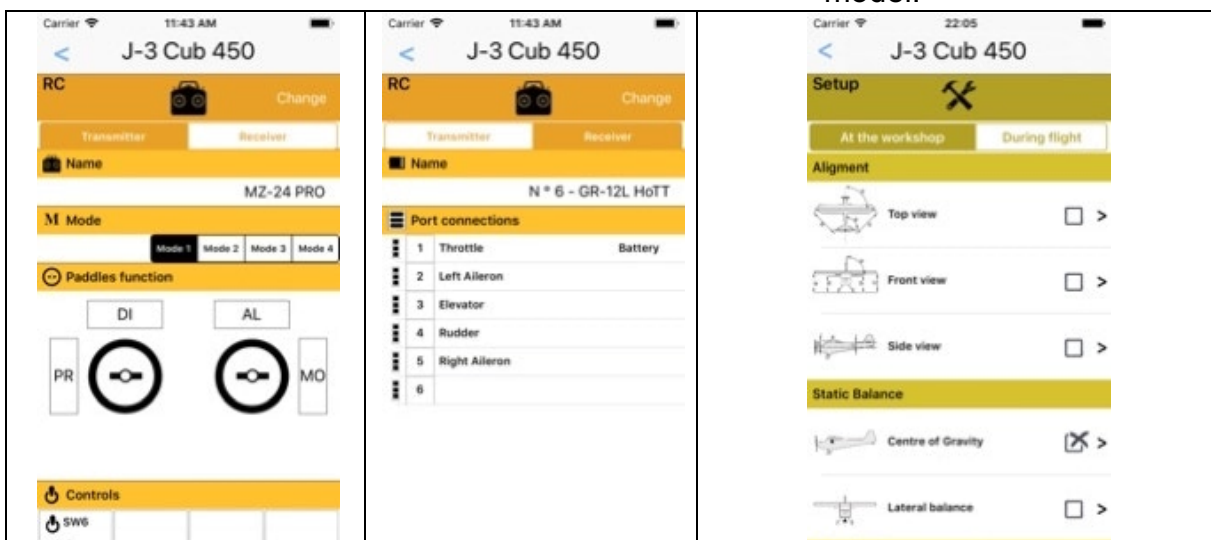 model.
Carrier 11:43 AM
< J-3 Cub 450
RC
Change
Transmitter Receiver
Name
MZ-24 PRO
M Mode
Mode 1 Mode 2 Mode 3 Mode 4
Paddles function
DI AL
PR MO
Controls
SW6
Carrier 11:43 AM
< J-3 Cub 450
RC
Change
Transmitter Receiver
Name
N ° 6 - GR-12L HoTT
Port connections
1 Throttle Battery
2 Left Aileron
3 Elevator
4 Rudder
5 Right Aileron
6
Carrier 22:05
< J-3 Cub 450
Setup
At the workshop During flight
Aligment
Top view >
Front view >
Side view >
Static Balance
Centre of Gravity >
Lateral balance >